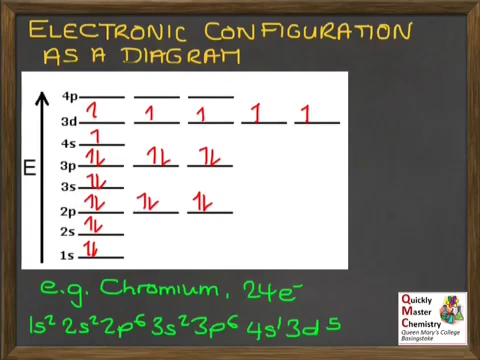 ELECTRONIC CONFIGURATION
AS A DIAGRAM
4p
3d
4s
3p
3s
2p
2s
1s
E
e.g. Chromium, 24e⁻
1s² 2s² 2p⁶ 3s² 3p⁶ 4s¹ 3d⁵
Quickly
Master
Chemistry
Queen Mary's College
Basingstoke